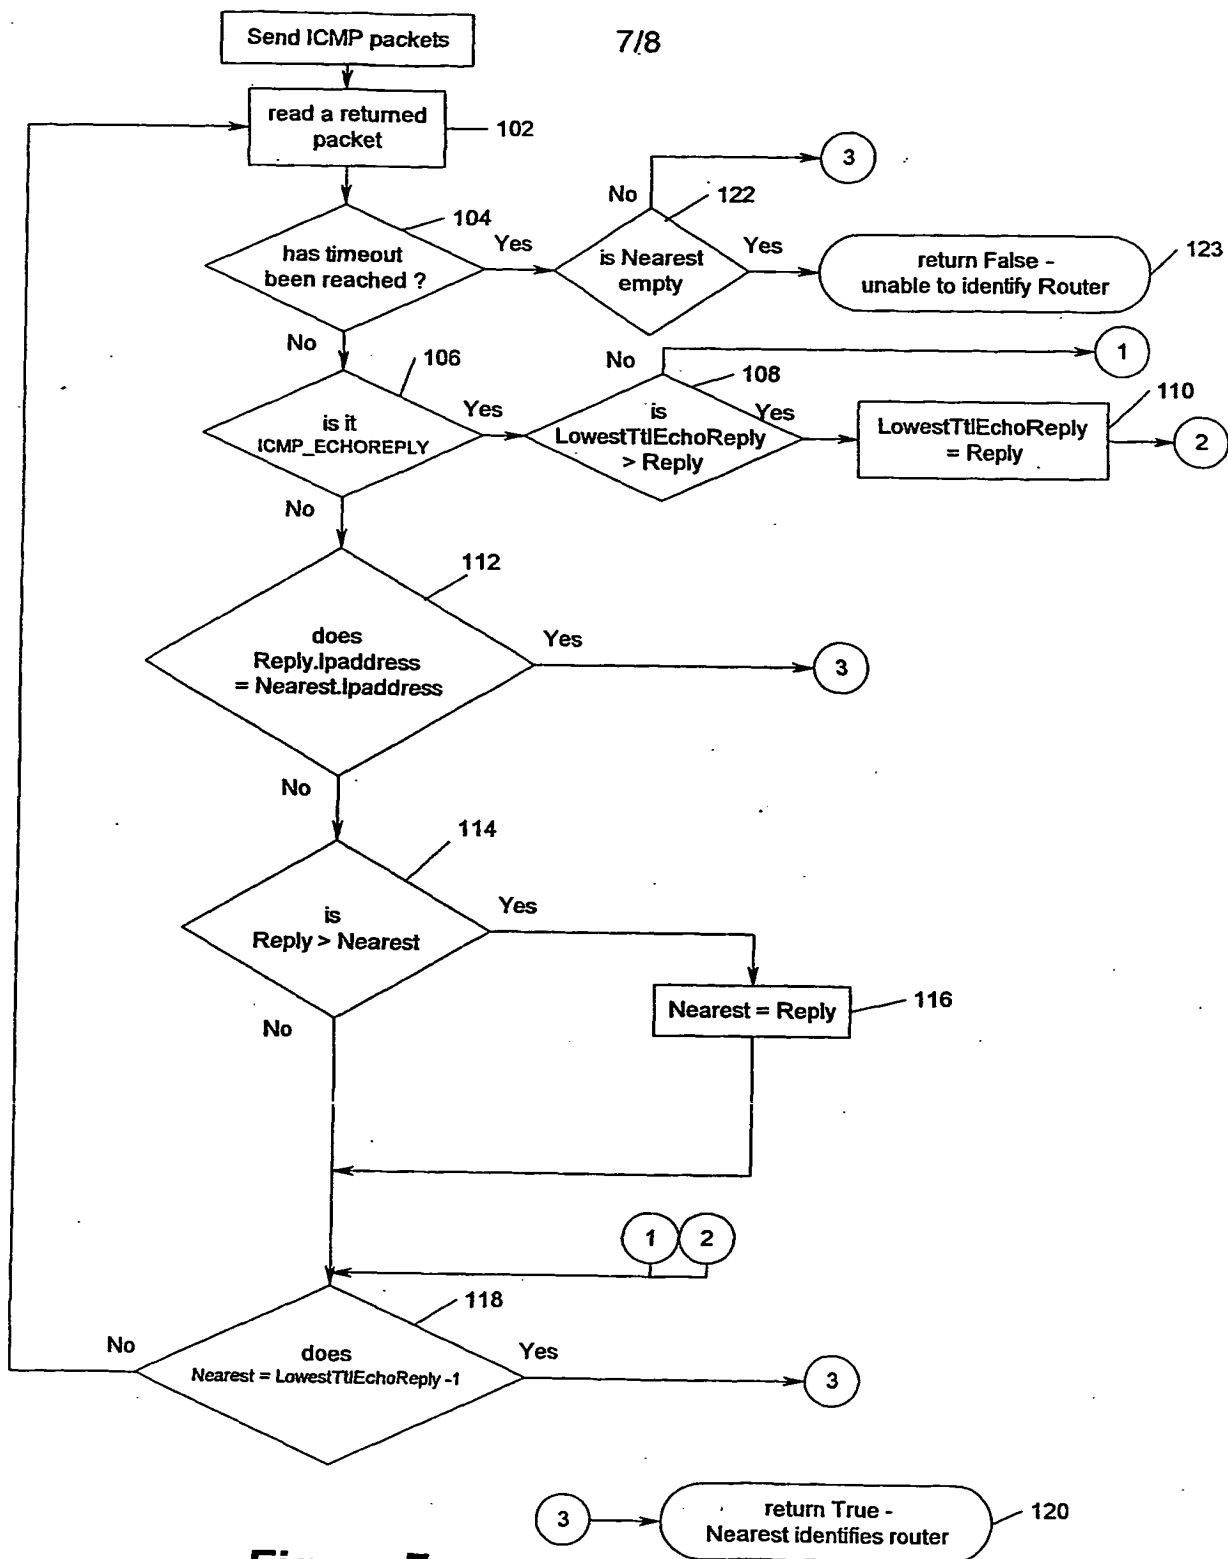 7/8
Send ICMP packets
read a returned
packet
102
3
No
122
104
Yes
has timeout
been reached ?
is Nearest
empty
Yes
return False -
unable to identify Router
123
No
106
No
1
108
is it
ICMP_ECHOREPLY
Yes
is
LowestTtlEchoReply
> Reply
Yes
110
LowestTtlEchoReply
= Reply
2
No
112
does
Reply.Ipaddress
= Nearest.Ipaddress
Yes
3
No
114
is
Reply > Nearest
Yes
Nearest = Reply
116
No
1
2
118
No
does
Nearest = LowestTtlEchoReply -1
Yes
3
3
return True -
Nearest identifies router
120